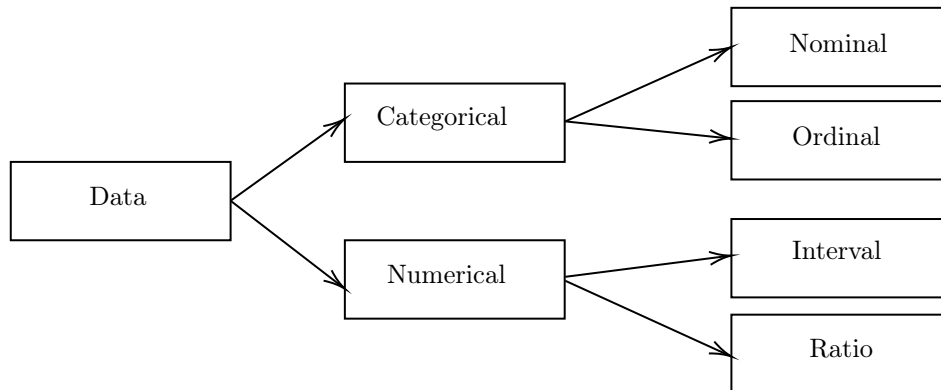 Data
Categorical
Numerical
Nominal
Ordinal
Interval
Ratio